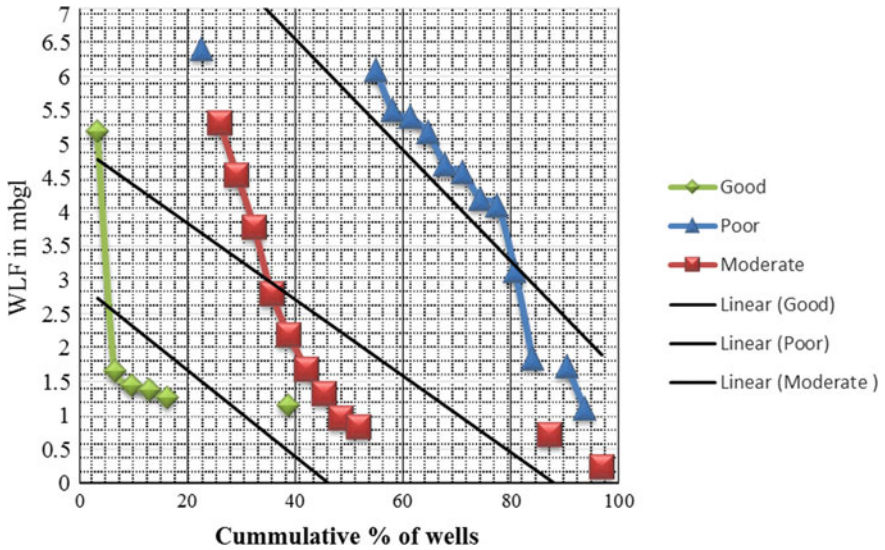 7
6.5
6
5.5
5
4.5
4
3.5
3
2.5
2
1.5
1
0.5
0
WLF in mbgl
0 20 40 60 80 100
Cummulative % of wells
Good
Poor
Moderate
Linear (Good)
Linear (Poor)
Linear (Moderate )